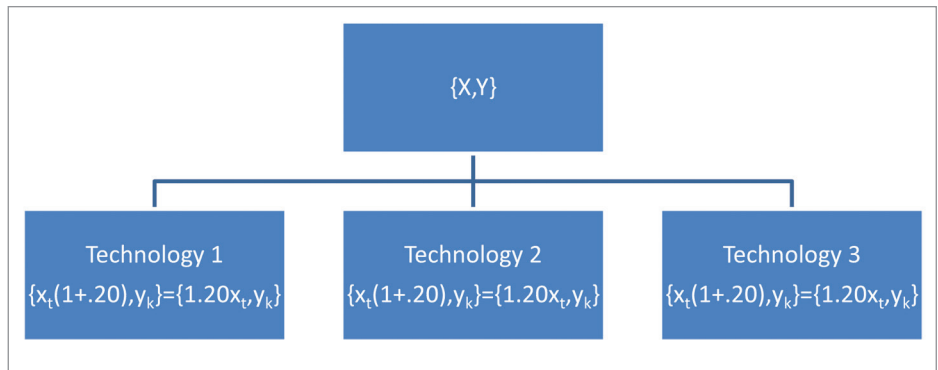 {X,Y}
Technology 1
{xₜ(1+.20),yₖ}={1.20xₜ,yₖ}
Technology 2
{xₜ(1+.20),yₖ}={1.20xₜ,yₖ}
Technology 3
{xₜ(1+.20),yₖ}={1.20xₜ,yₖ}